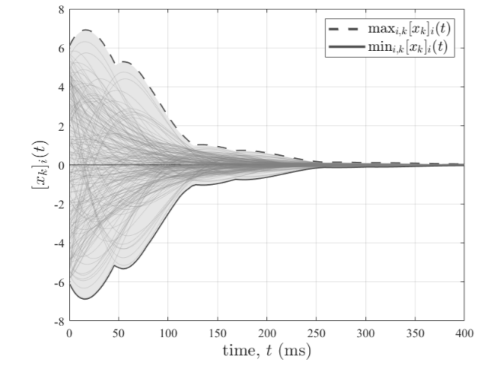 8
6
4
2
0
-2
-4
-6
-8
[x_k]_i(t)
max_{i,k}[x_k]_i(t)
min_{i,k}[x_k]_i(t)
0 50 100 150 200 250 300 350 400
time, t (ms)